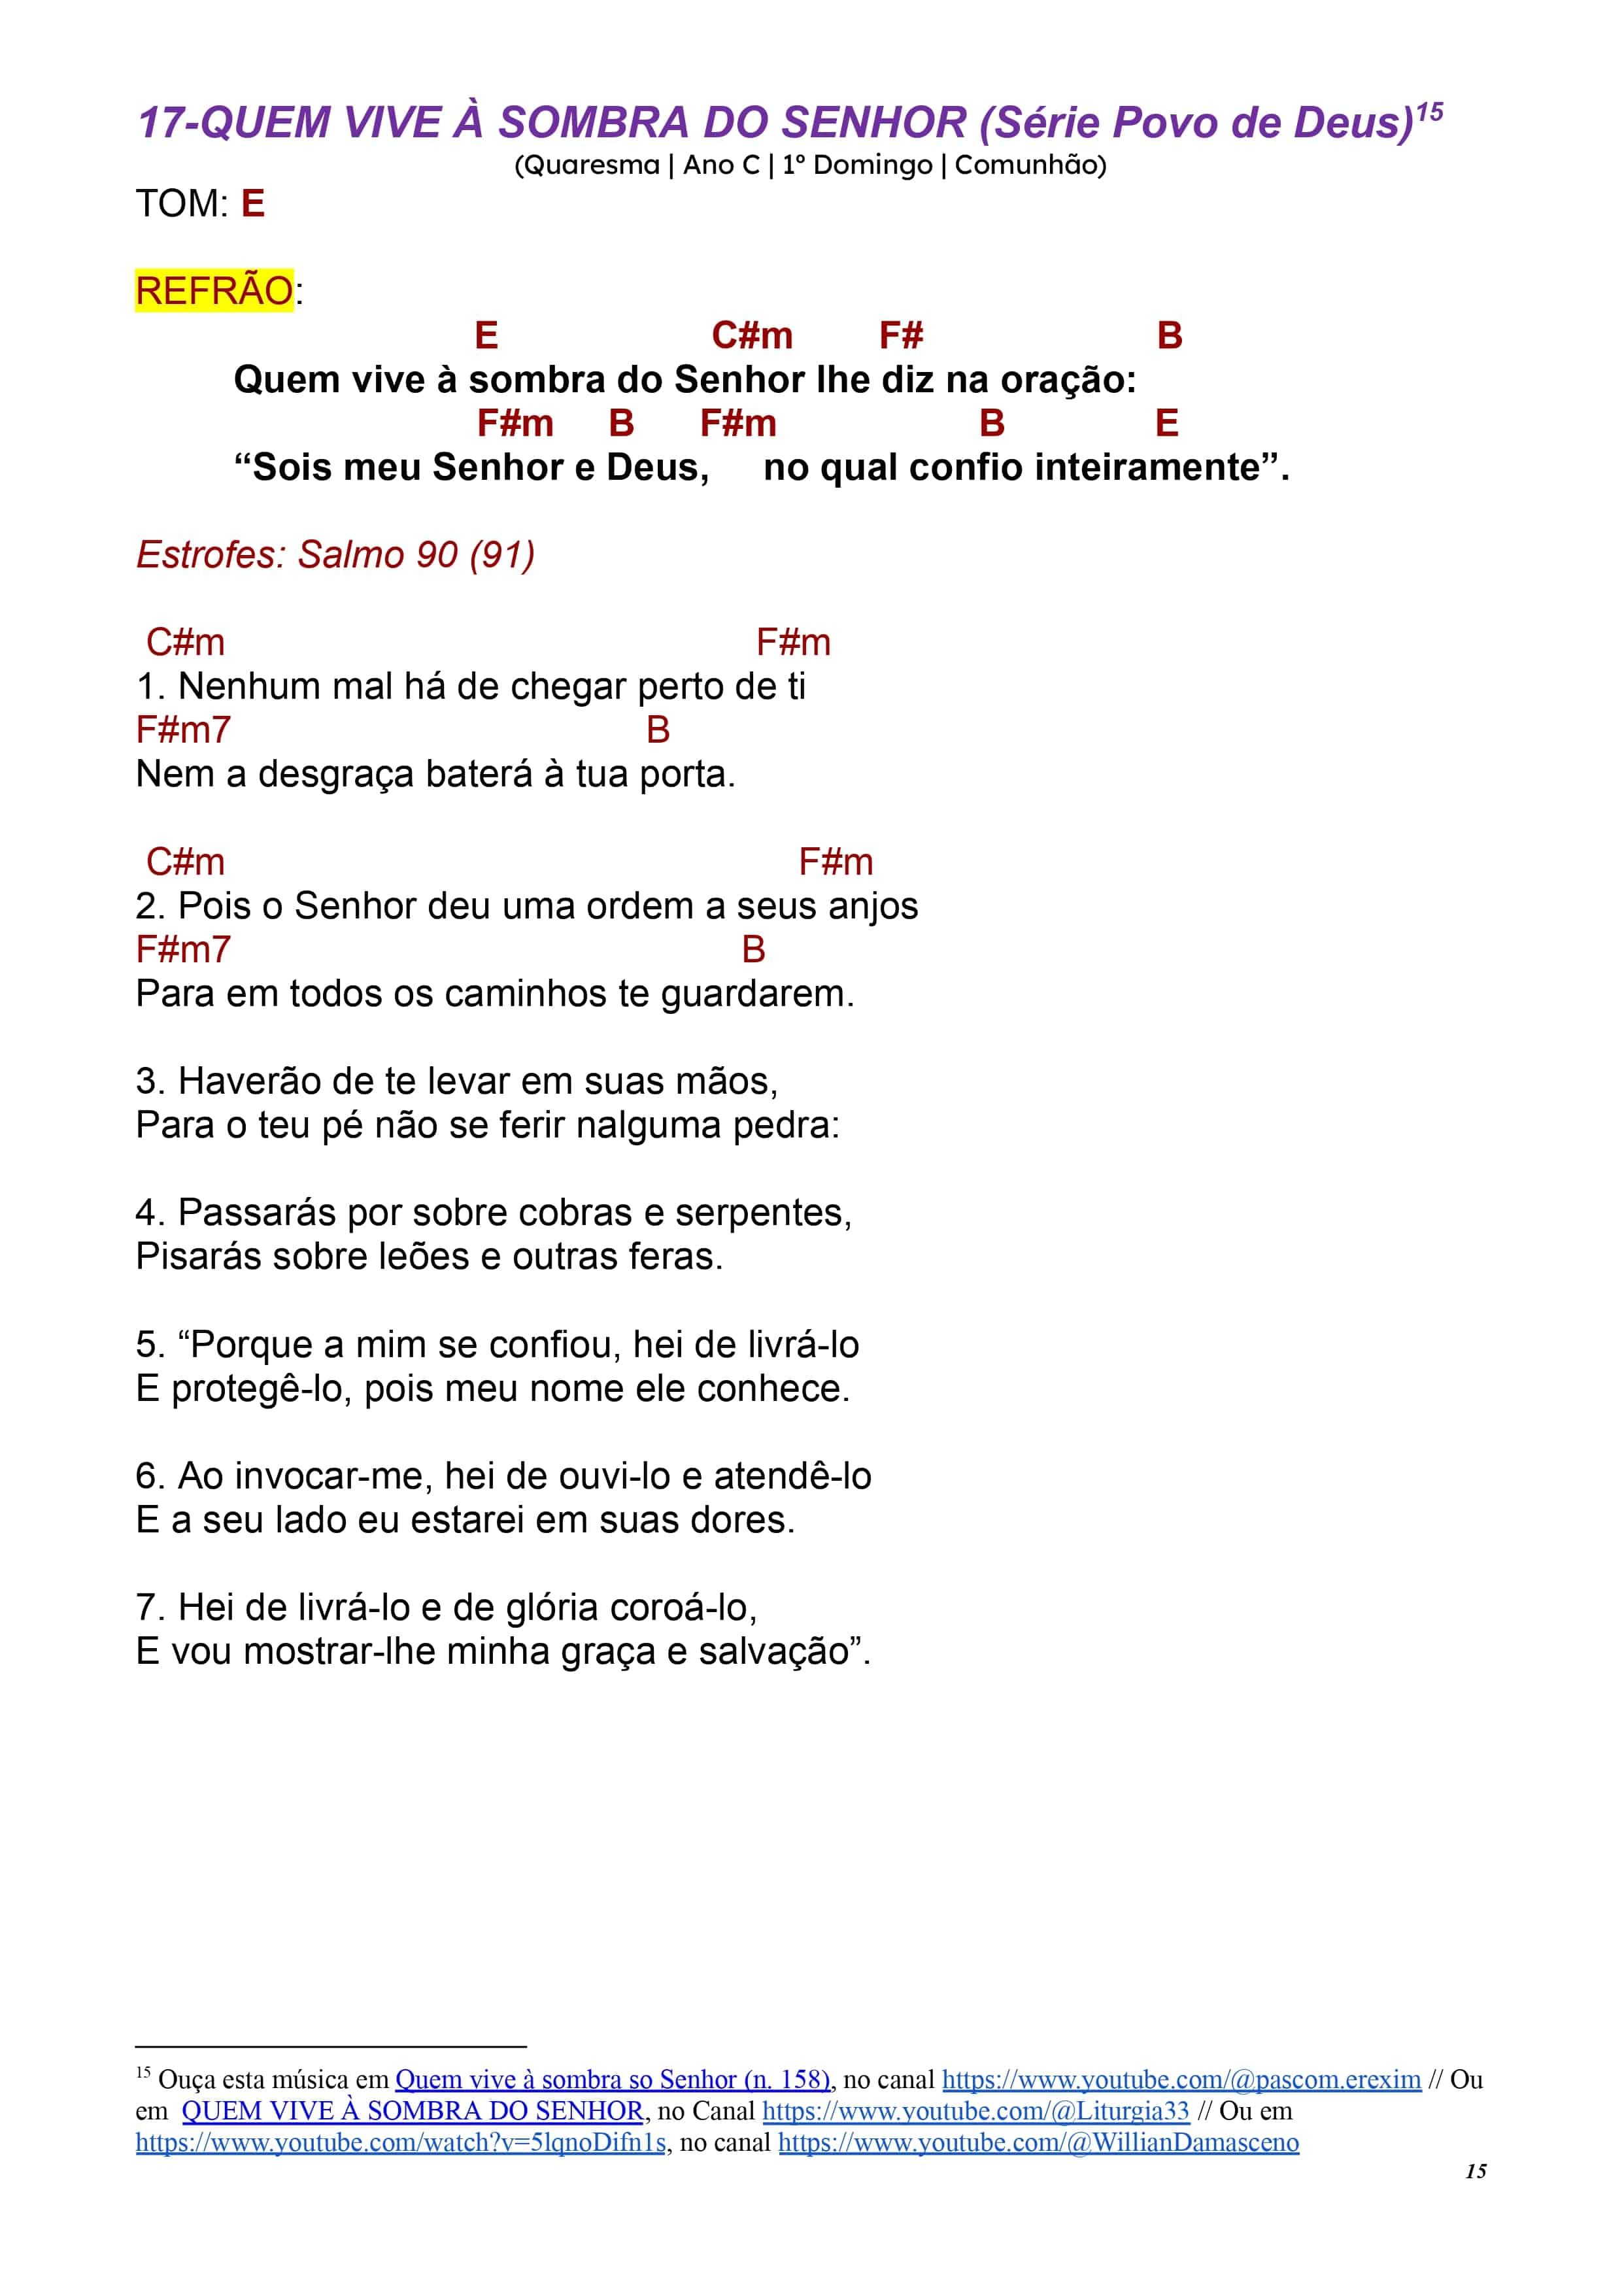 17-QUEM VIVE À SOMBRA DO SENHOR (Série Povo de Deus)15
(Quaresma | Ano C | 1º Domingo | Comunhão)
TOM: E
REFRÃO:
E C#m F# B
Quem vive à sombra do Senhor lhe diz na oração:
F#m B F#m B E
“Sois meu Senhor e Deus, no qual confio inteiramente”.
Estrofes: Salmo 90 (91)
C#m F#m
1. Nenhum mal há de chegar perto de ti
F#m7 B
Nem a desgraça baterá à tua porta.
C#m F#m
2. Pois o Senhor deu uma ordem a seus anjos
F#m7 B
Para em todos os caminhos te guardarem.
3. Haverão de te levar em suas mãos,
Para o teu pé não se ferir nalguma pedra:
4. Passarás por sobre cobras e serpentes,
Pisarás sobre leões e outras feras.
5. “Porque a mim se confiou, hei de livrá-lo
E protegê-lo, pois meu nome ele conhece.
6. Ao invocar-me, hei de ouvi-lo e atendê-lo
E a seu lado eu estarei em suas dores.
7. Hei de livrá-lo e de glória coroá-lo,
E vou mostrar-lhe minha graça e salvação”.
15 Ouça esta música em Quem vive à sombra so Senhor (n. 158), no canal https://www.youtube.com/@pascom.erexim // Ou
em QUEM VIVE À SOMBRA DO SENHOR, no Canal https://www.youtube.com/@Liturgia33 // Ou em
https://www.youtube.com/watch?v=5lqnoDifn1s, no canal https://www.youtube.com/@WillianDamasceno
15